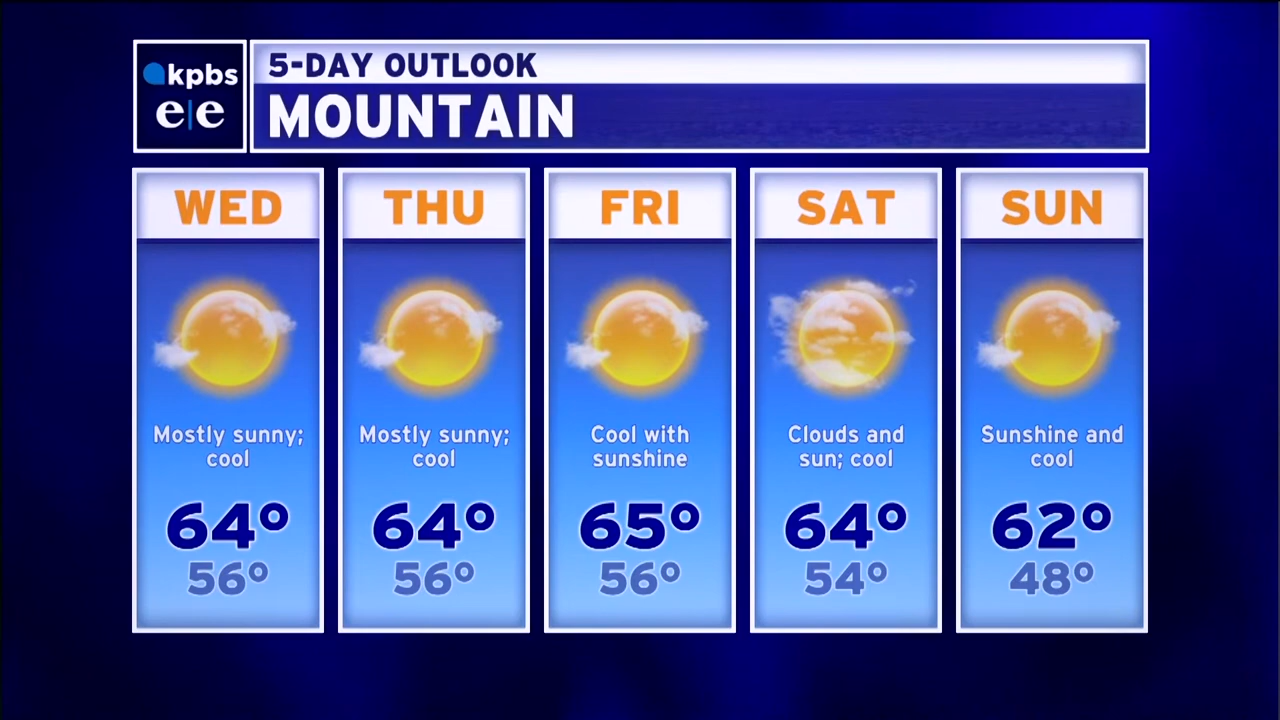 kpbs
e|e
5-DAY OUTLOOK
MOUNTAIN
WED
Mostly sunny;
cool
64°
56°
THU
Mostly sunny;
cool
64°
56°
FRI
Cool with
sunshine
65°
56°
SAT
Clouds and
sun; cool
64°
54°
SUN
Sunshine and
cool
62°
48°